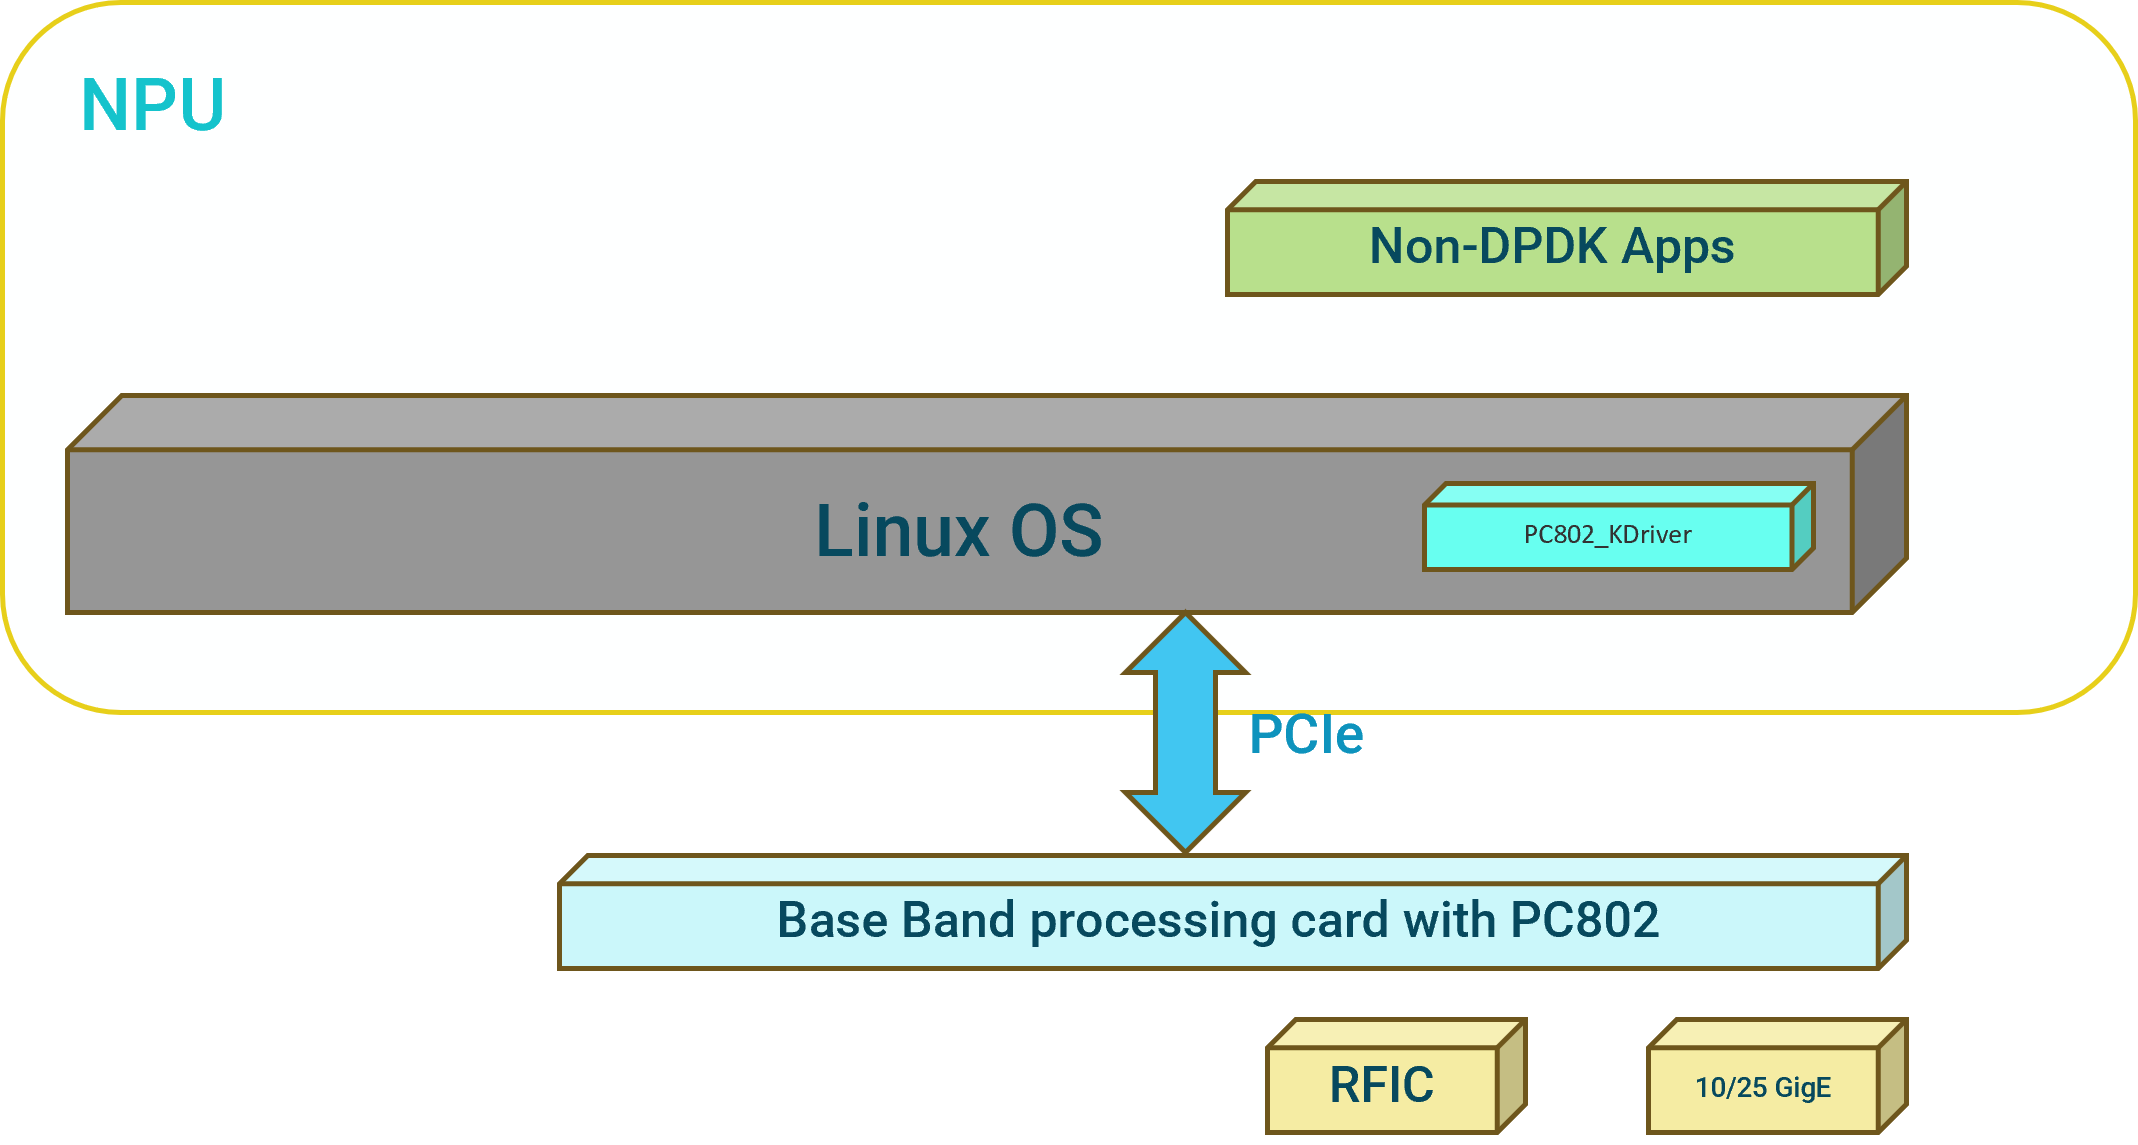 NPU
Non-DPDK Apps
Linux OS
PC802_KDriver
PCIe
Base Band processing card with PC802
RFIC
10/25 GigE